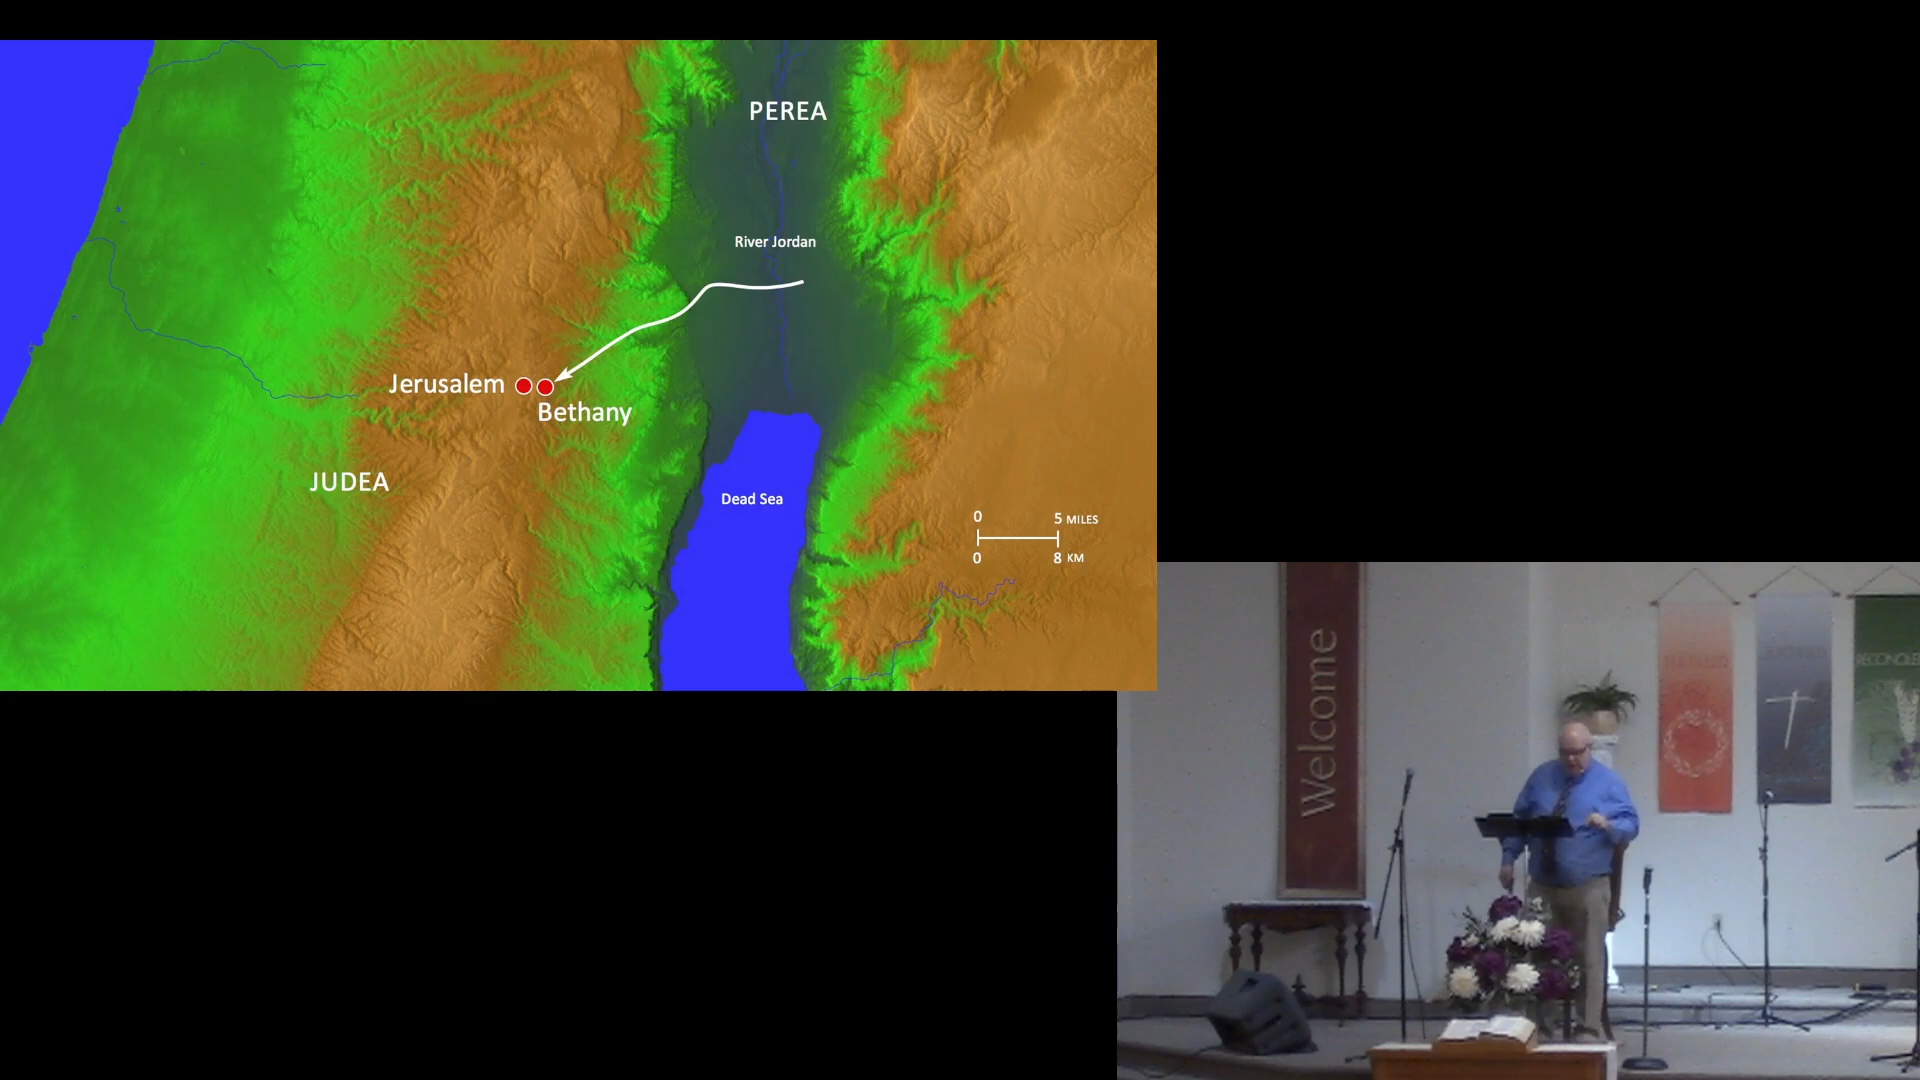 PEREA
River Jordan
Jerusalem
Bethany
JUDEA
Dead Sea
0 5 MILES
0 8 KM
Welcome